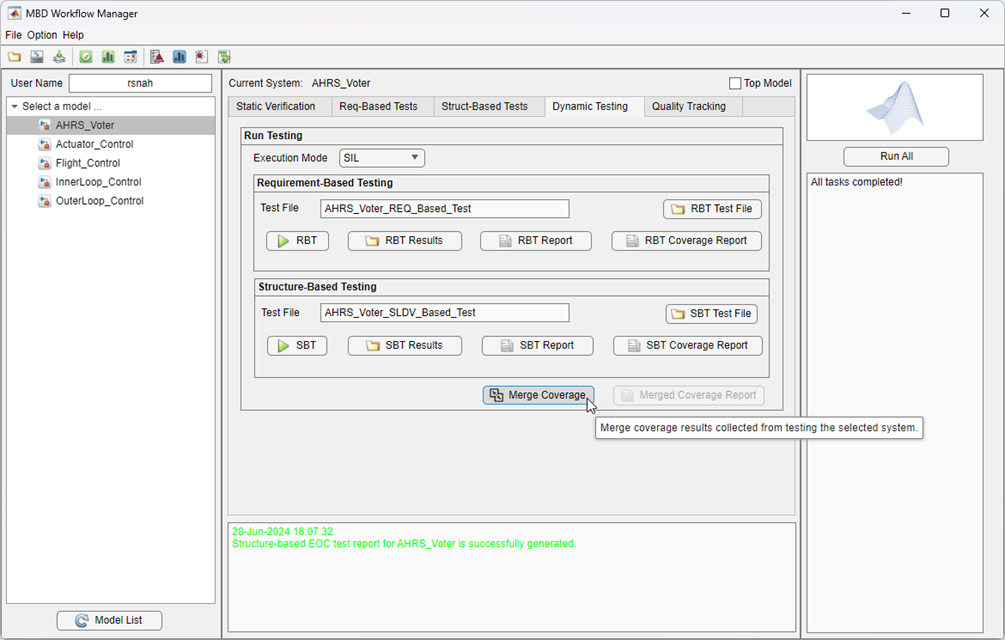 MBD Workflow Manager
File Option Help
User Name rsnah
Select a model ...
AHRS_Voter
Actuator_Control
Flight_Control
InnerLoop_Control
OuterLoop_Control
Model List
Current System: AHRS_Voter Top Model
Static Verification Req-Based Tests Struct-Based Tests Dynamic Testing Quality Tracking
Run Testing
Execution Mode SIL
Requirement-Based Testing
Test File AHRS_Voter_REQ_Based_Test RBT Test File
RBT RBT Results RBT Report RBT Coverage Report
Structure-Based Testing
Test File AHRS_Voter_SLDV_Based_Test SBT Test File
SBT SBT Results SBT Report SBT Coverage Report
Merge Coverage Merged Coverage Report
Merge coverage results collected from testing the selected system.
28-Jun-2024 16:07:32
Structure-based EOC test report for AHRS_Voter is successfully generated.
Run All
All tasks completed!